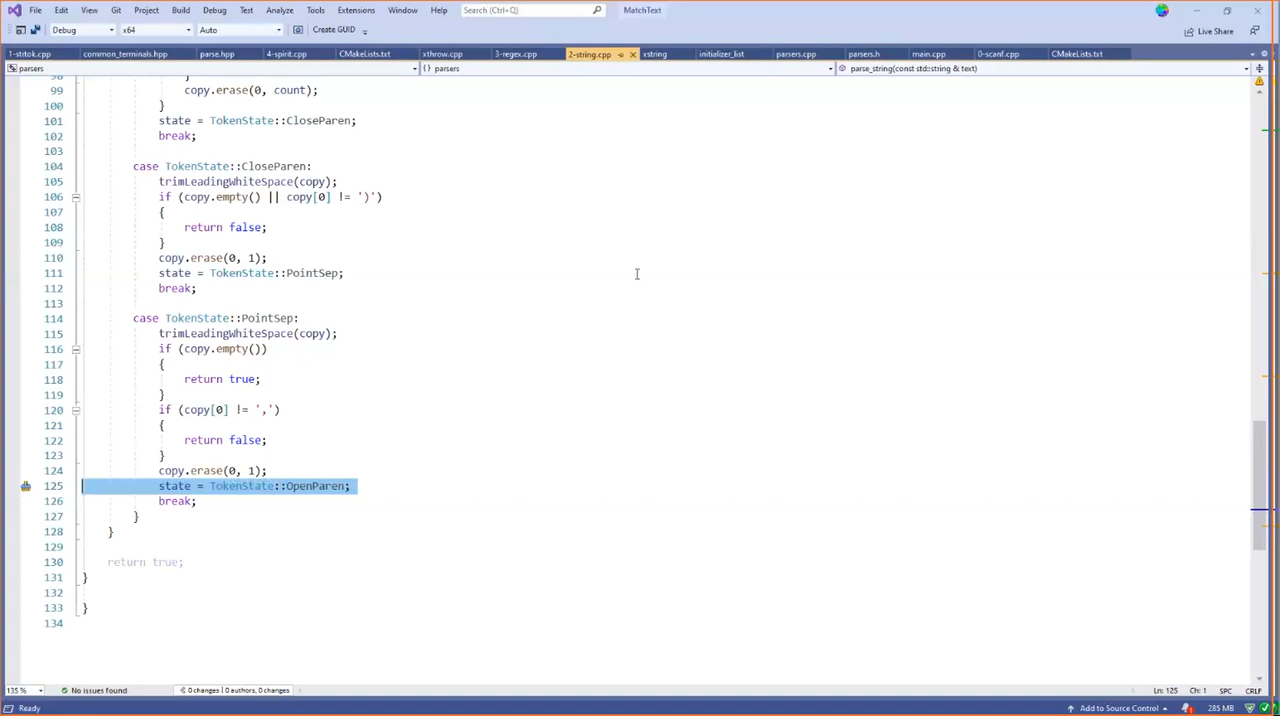 File Edit View Git Project Build Debug Test Analyze Tools Extensions Window Help Search (Ctrl+Q) MatchText
Debug x64 Auto Create GUID Live Share
1-strtok.cpp common_terminals.hpp parse.hpp 4-spirit.cpp CMakeLists.txt xthrow.cpp 3-regex.cpp 2-string.cpp xstring initializer_list parsers.cpp parsers.h main.cpp 0-scanf.cpp CMakeLists.txt
parsers {} parsers parse_string(const std::string & text)
98 }
99 copy.erase(0, count);
100 }
101 state = TokenState::CloseParen;
102 break;
103
104 case TokenState::CloseParen:
105 trimLeadingWhiteSpace(copy);
106 if (copy.empty() || copy[0] != ')')
107 {
108 return false;
109 }
110 copy.erase(0, 1);
111 state = TokenState::PointSep;
112 break;
113
114 case TokenState::PointSep:
115 trimLeadingWhiteSpace(copy);
116 if (copy.empty())
117 {
118 return true;
119 }
120 if (copy[0] != ',')
121 {
122 return false;
123 }
124 copy.erase(0, 1);
125 state = TokenState::OpenParen;
126 break;
127 }
128 }
129
130 return true;
131 }
132
133 }
134
135 % No issues found 0 changes | 0 authors, 0 changes Ln: 125 Ch: 1 SPC CRLF
Ready Add to Source Control 1 285 MB